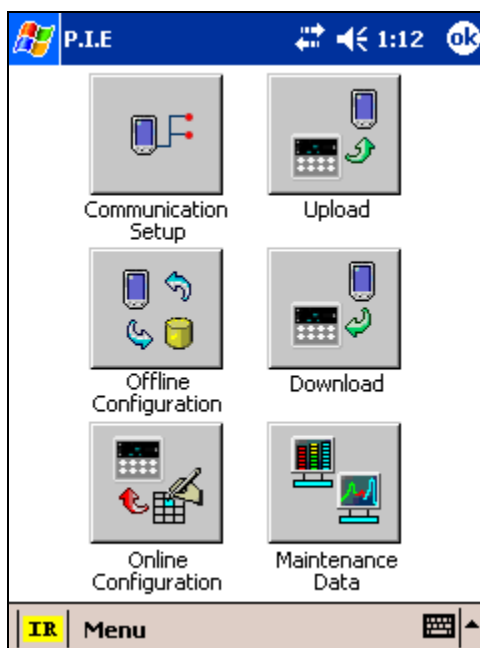 P.I.E 1:12 ok
Communication
Setup
Upload
Offline
Configuration
Download
Online
Configuration
Maintenance
Data
IR Menu